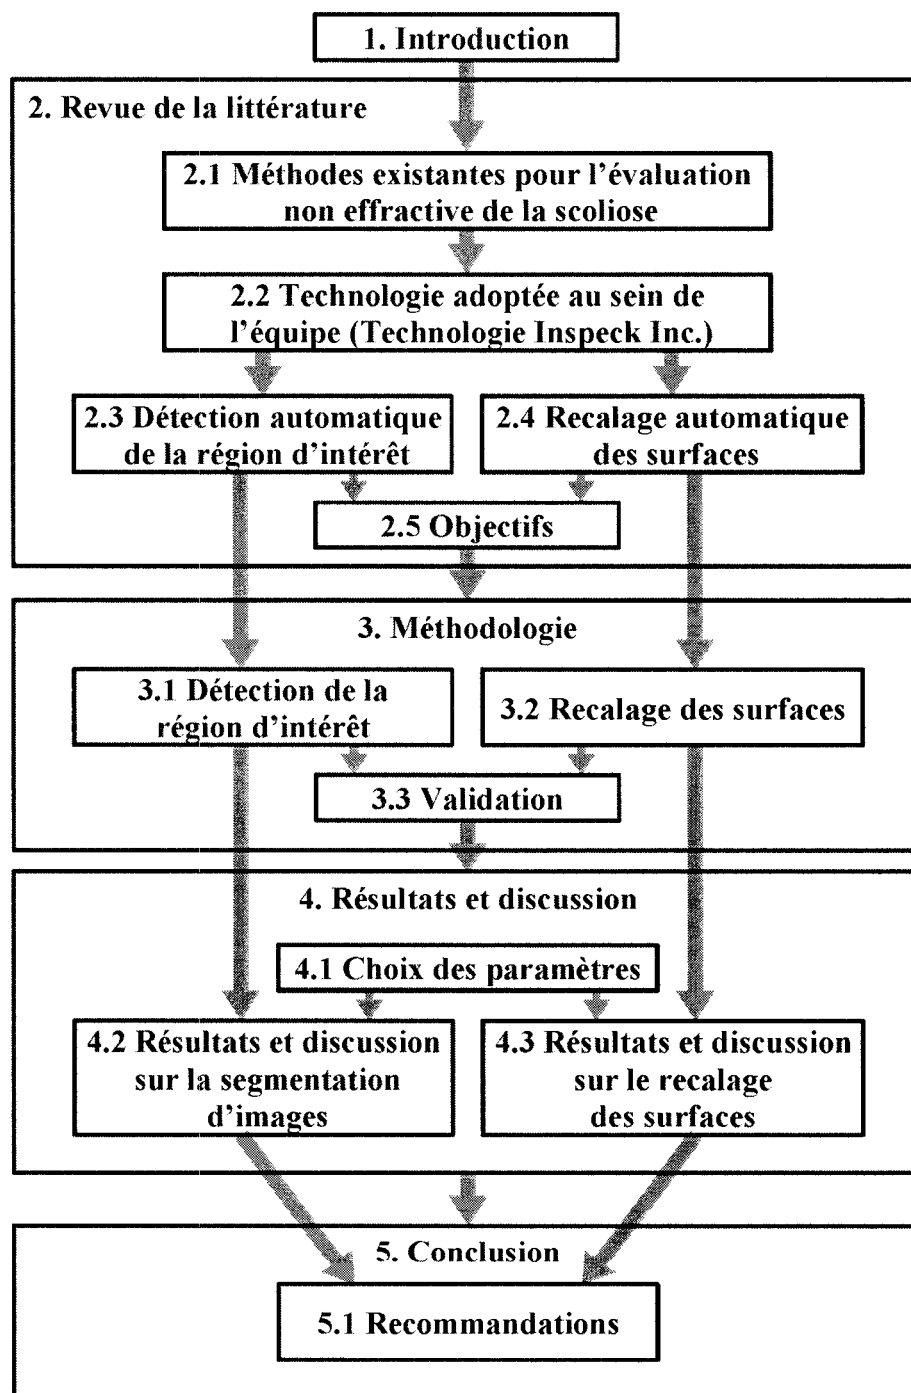 1. Introduction
2. Revue de la littérature
2.1 Méthodes existantes pour l'évaluation
non effractive de la scoliose
2.2 Technologie adoptée au sein de
l'équipe (Technologie Inspeck Inc.)
2.3 Détection automatique
de la région d'intérêt
2.4 Recalage automatique
des surfaces
2.5 Objectifs
3. Méthodologie
3.1 Détection de la
région d'intérêt
3.2 Recalage des surfaces
3.3 Validation
4. Résultats et discussion
4.1 Choix des paramètres
4.2 Résultats et discussion
sur la segmentation
d'images
4.3 Résultats et discussion
sur le recalage
des surfaces
5. Conclusion
5.1 Recommandations